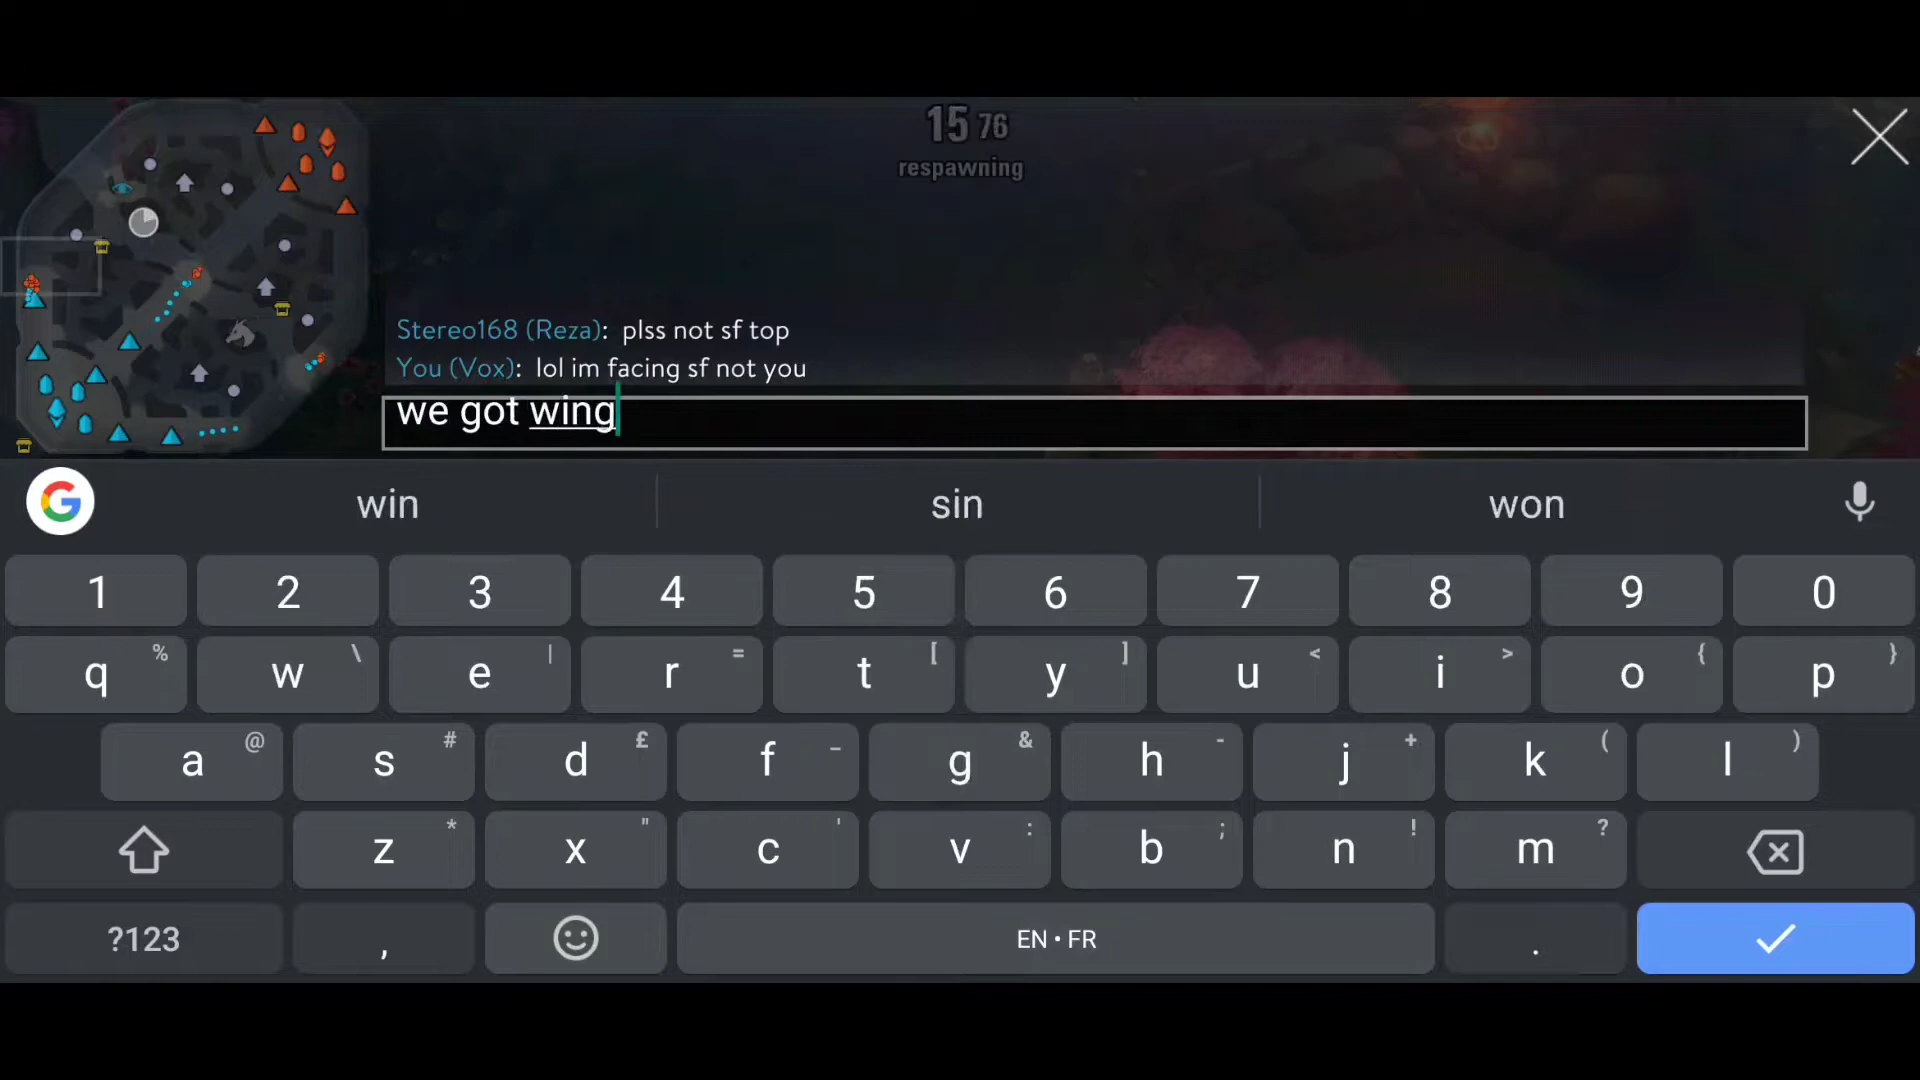 15 76
respawning
Stereo168 (Reza): plss not sf top
You (Vox): lol im facing sf not you
we got wing
G win sin won
1 2 3 4 5 6 7 8 9 0
q % w \ e | r = t [ y ] u < i > o { p }
a @ s # d £ f _ g & h - j + k ( l )
z * x " c ' v : b ; n ! m ?
?123 , EN • FR .